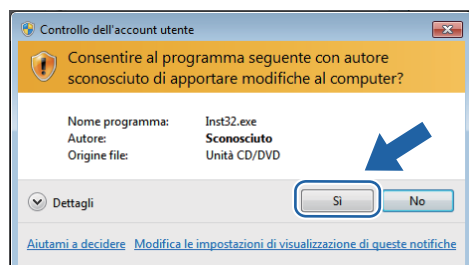 Controllo dell'account utente
Consentire al programma seguente con autore
sconosciuto di apportare modifiche al computer?
Nome programma: Inst32.exe
Autore: Sconosciuto
Origine file: Unità CD/DVD
Dettagli Sì No
Aiutami a decidere Modifica le impostazioni di visualizzazione di queste notifiche